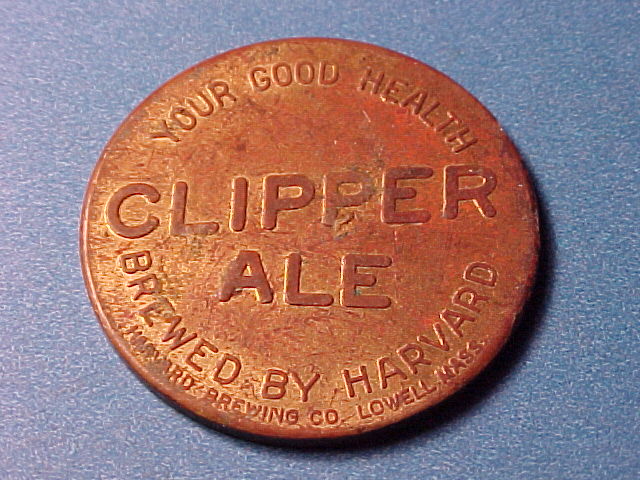 YOUR GOOD HEALTH
CLIPPER
ALE
BREWED BY HARVARD
HARVARD BREWING CO. LOWELL, MASS.